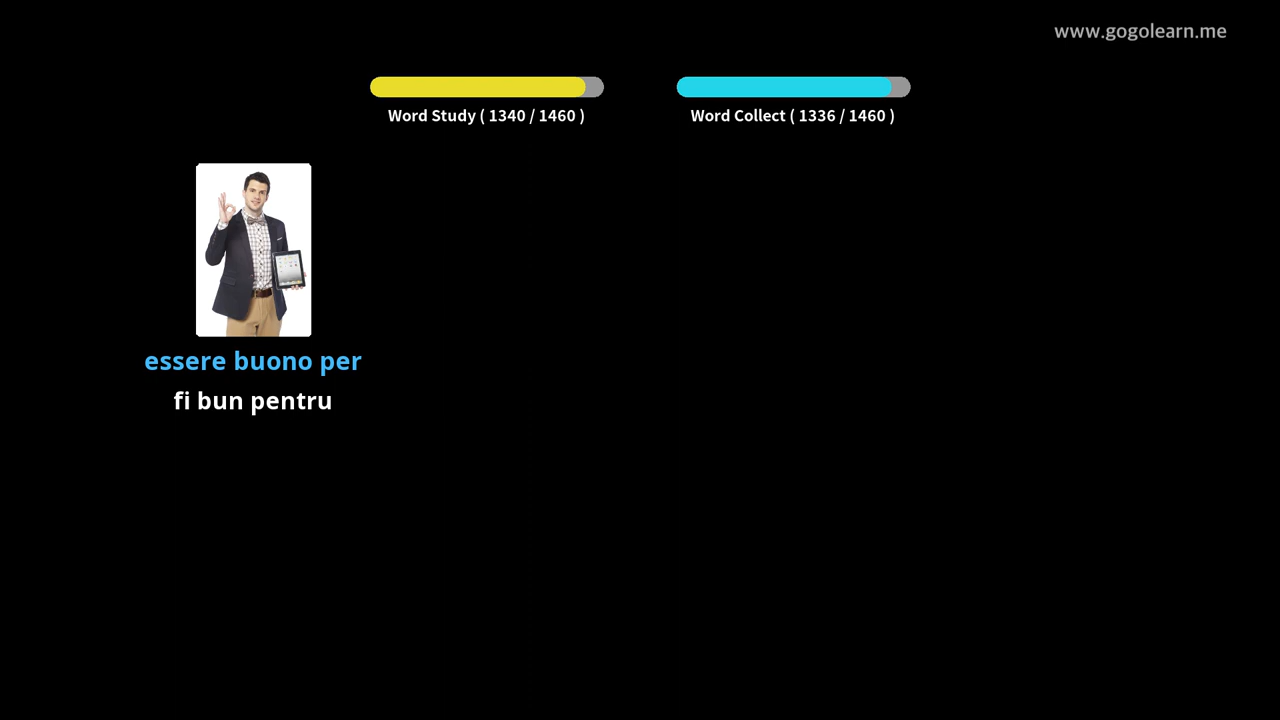 www.gogolearn.me
Word Study ( 1340 / 1460 )
Word Collect ( 1336 / 1460 )
essere buono per
fi bun pentru